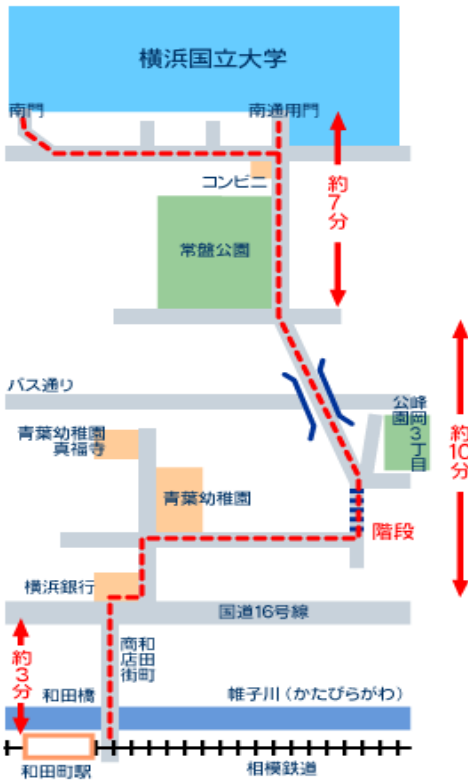 横浜国立大学
南門
南通用門
コンビニ
約7分
常盤公園
バス通り
公園
峰岡3丁目
約10分
青葉幼稚園
真福寺
青葉幼稚園
階段
横浜銀行
国道16号線
和田町
商店街
約3分
和田橋
帷子川（かたびらがわ）
和田町駅
相模鉄道